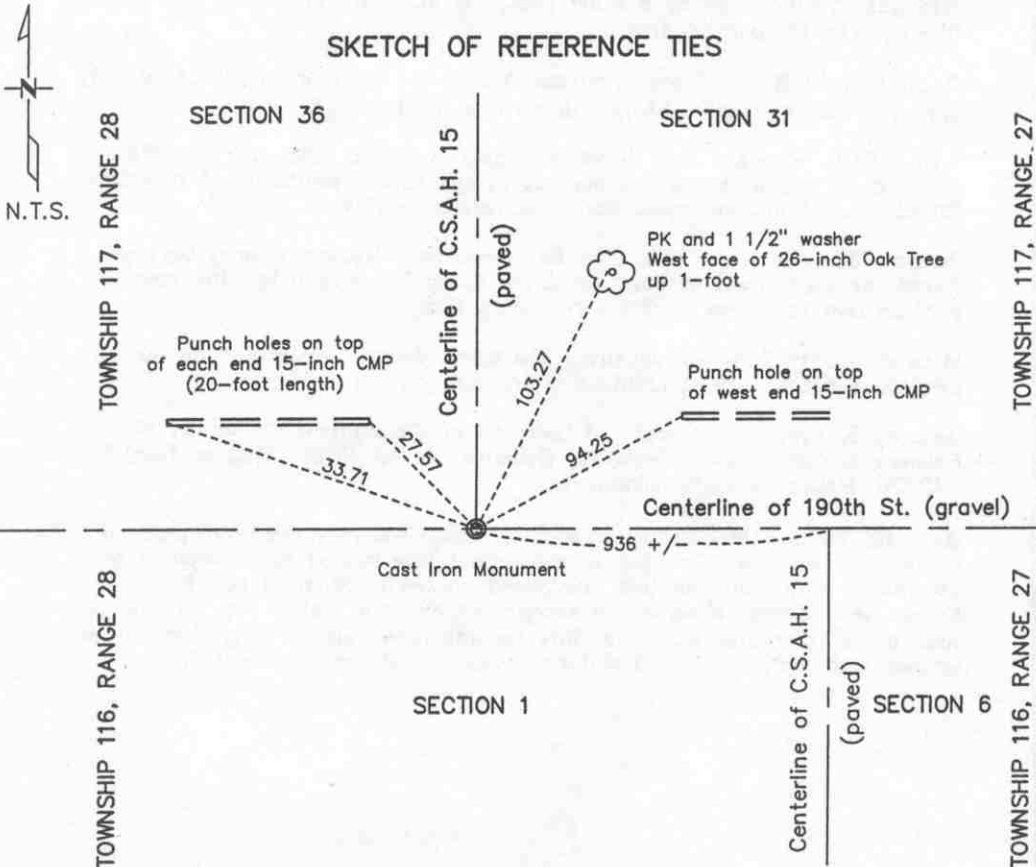 SKETCH OF REFERENCE TIES
N
N.T.S.
SECTION 36
SECTION 31
TOWNSHIP 117, RANGE 28
Centerline of C.S.A.H. 15
(paved)
TOWNSHIP 117, RANGE 27
PK and 1 1/2" washer
West face of 26-inch Oak Tree
up 1-foot
Punch holes on top
of each end 15-inch CMP
(20-foot length)
Punch hole on top
of west end 15-inch CMP
103.27
27.57
33.71
94.25
Centerline of 190th St. (gravel)
936 +/-
Cast Iron Monument
TOWNSHIP 116, RANGE 28
SECTION 1
Centerline of C.S.A.H. 15
(paved)
SECTION 6
TOWNSHIP 116, RANGE 27